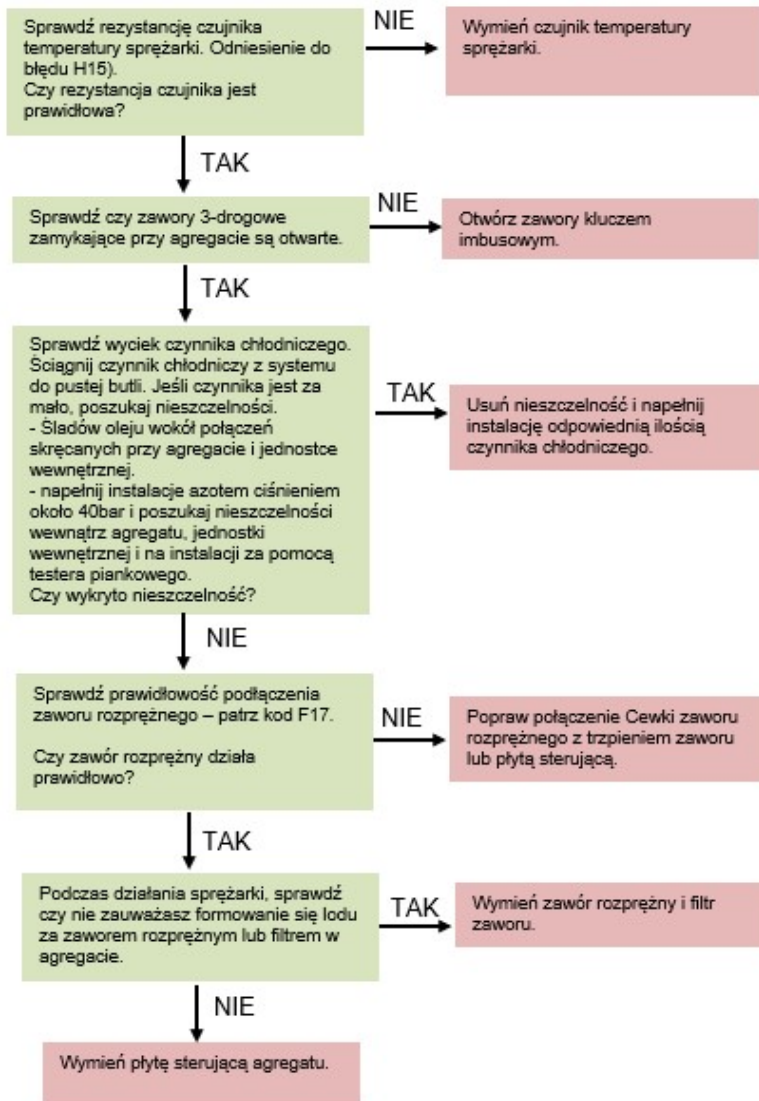 Sprawdź rezystancję czujnika
temperatury sprężarki. Odniesienie do
błędu H15).
Czy rezystancja czujnika jest
prawidłowa?
NIE
Wymień czujnik temperatury
sprężarki.
TAK
Sprawdź czy zawory 3-drogowe
zamykające przy agregacie są otwarte.
NIE
Otwórz zawory kluczem
imbusowym.
TAK
Sprawdź wyciek czynnika chłodniczego.
Ściągnij czynnik chłodniczy z systemu
do pustej butli. Jeśli czynnika jest za
mało, poszukaj nieszczelności.
- Śladów oleju wokół połączeń
skręcanych przy agregacie i jednostce
wewnętrznej.
- napełnij instalacje azotem ciśnieniem
około 40bar i poszukaj nieszczelności
wewnątrz agregatu, jednostki
wewnętrznej i na instalacji za pomocą
testera piankowego.
Czy wykryto nieszczelność?
TAK
Usuń nieszczelność i napełnij
instalację odpowiednią ilością
czynnika chłodniczego.
NIE
Sprawdź prawidłowość podłączenia
zaworu rozprężnego – patrz kod F17.
Czy zawór rozprężny działa
prawidłowo?
NIE
Popraw połączenie Cewki zaworu
rozprężnego z trzpieniem zaworu
lub płytą sterującą.
TAK
Podczas działania sprężarki, sprawdź
czy nie zauważasz formowanie się lodu
za zaworem rozprężnym lub filtrem w
agregacie.
TAK
Wymień zawór rozprężny i filtr
zaworu.
NIE
Wymień płytę sterującą agregatu.